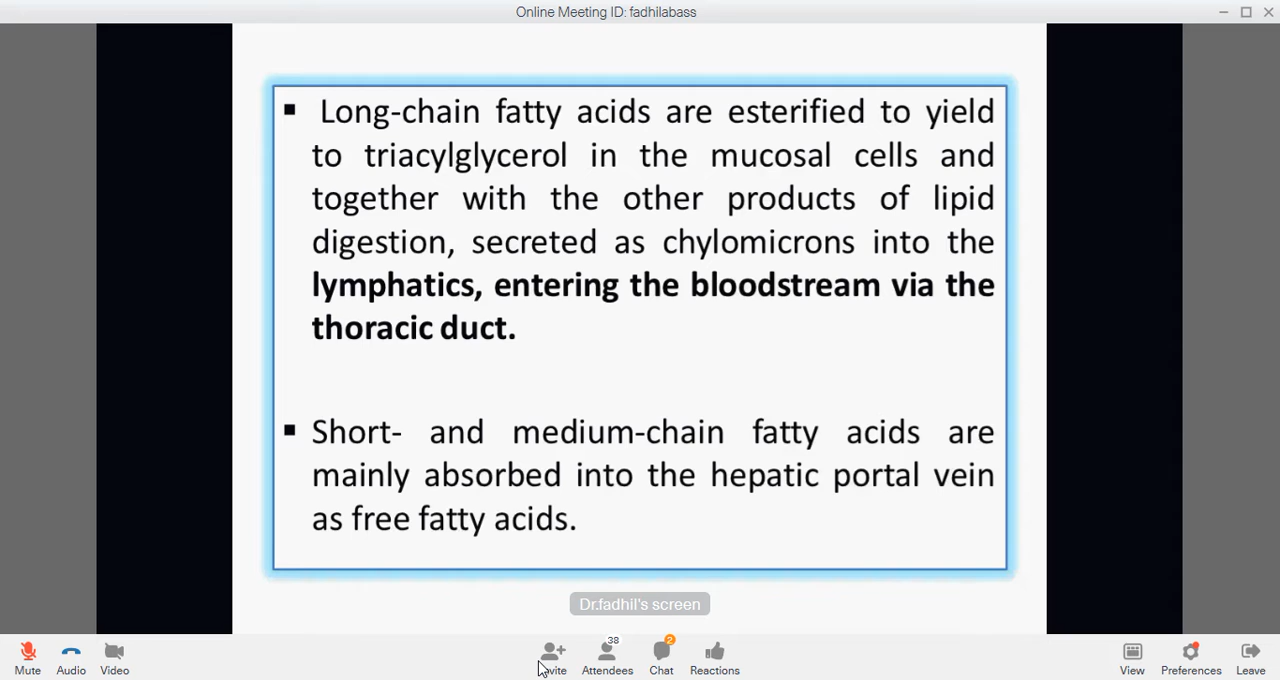 Online Meeting ID: fadhilabass
Long-chain fatty acids are esterified to yield
to triacylglycerol in the mucosal cells and
together with the other products of lipid
digestion, secreted as chylomicrons into the
lymphatics, entering the bloodstream via the
thoracic duct.
Short- and medium-chain fatty acids are
mainly absorbed into the hepatic portal vein
as free fatty acids.
Dr.fadhil's screen
38
2
Mute Audio Video Attendees Chat Reactions View Preferences Leave